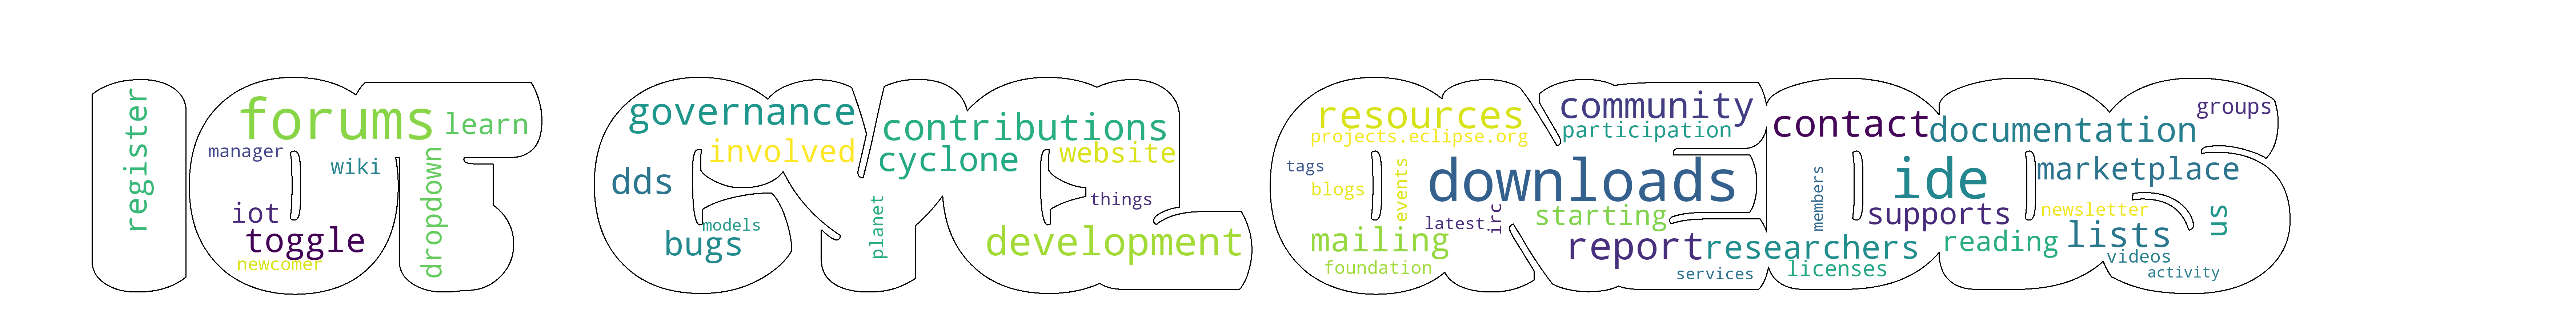 register
forums
learn
manager
wiki
dropdown
iot
toggle
newcomer
governance
involved
contributions
cyclone
website
dds
things
models
bugs
planet
development
resources
projects.eclipse.org
community
participation
contact
documentation
groups
tags
blogs
events
downloads
ide
marketplace
members
latest
irc
starting
supports
newsletter
us
mailing
report
researchers
reading
lists
foundation
services
licenses
videos
activity